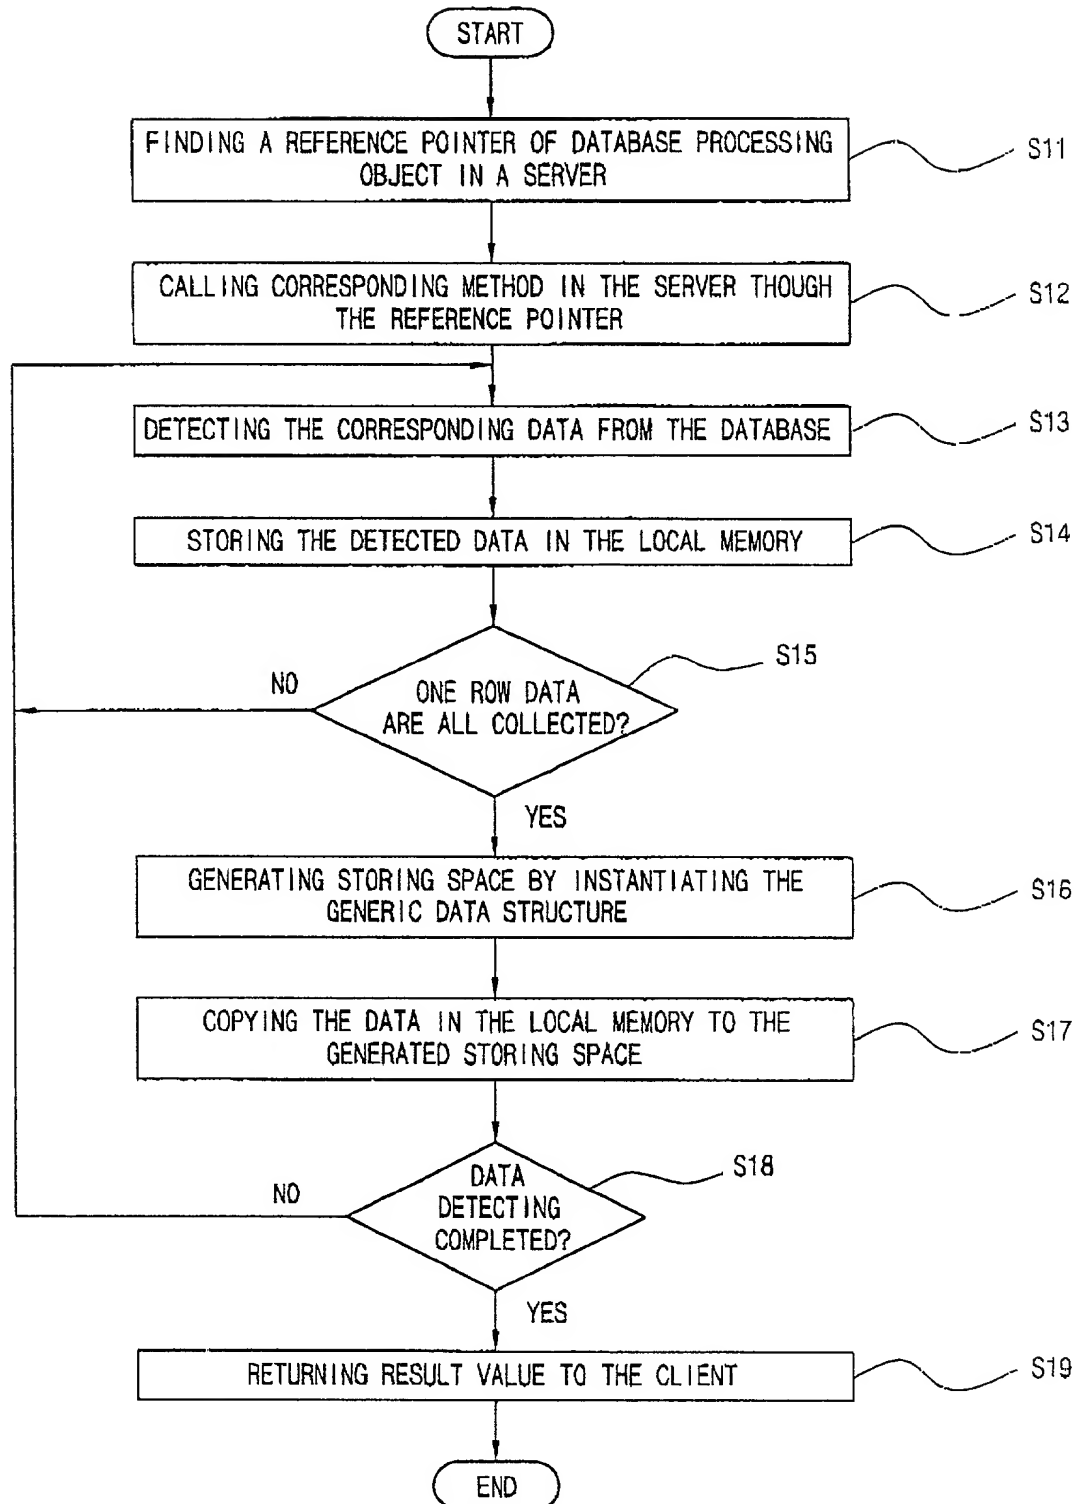 START
FINDING A REFERENCE POINTER OF DATABASE PROCESSING
OBJECT IN A SERVER
S11
CALLING CORRESPONDING METHOD IN THE SERVER THOUGH
THE REFERENCE POINTER
S12
DETECTING THE CORRESPONDING DATA FROM THE DATABASE
S13
STORING THE DETECTED DATA IN THE LOCAL MEMORY
S14
S15
NO
ONE ROW DATA
ARE ALL COLLECTED?
YES
GENERATING STORING SPACE BY INSTANTIATING THE
GENERIC DATA STRUCTURE
S16
COPYING THE DATA IN THE LOCAL MEMORY TO THE
GENERATED STORING SPACE
S17
S18
NO
DATA
DETECTING
COMPLETED?
YES
RETURNING RESULT VALUE TO THE CLIENT
S19
END